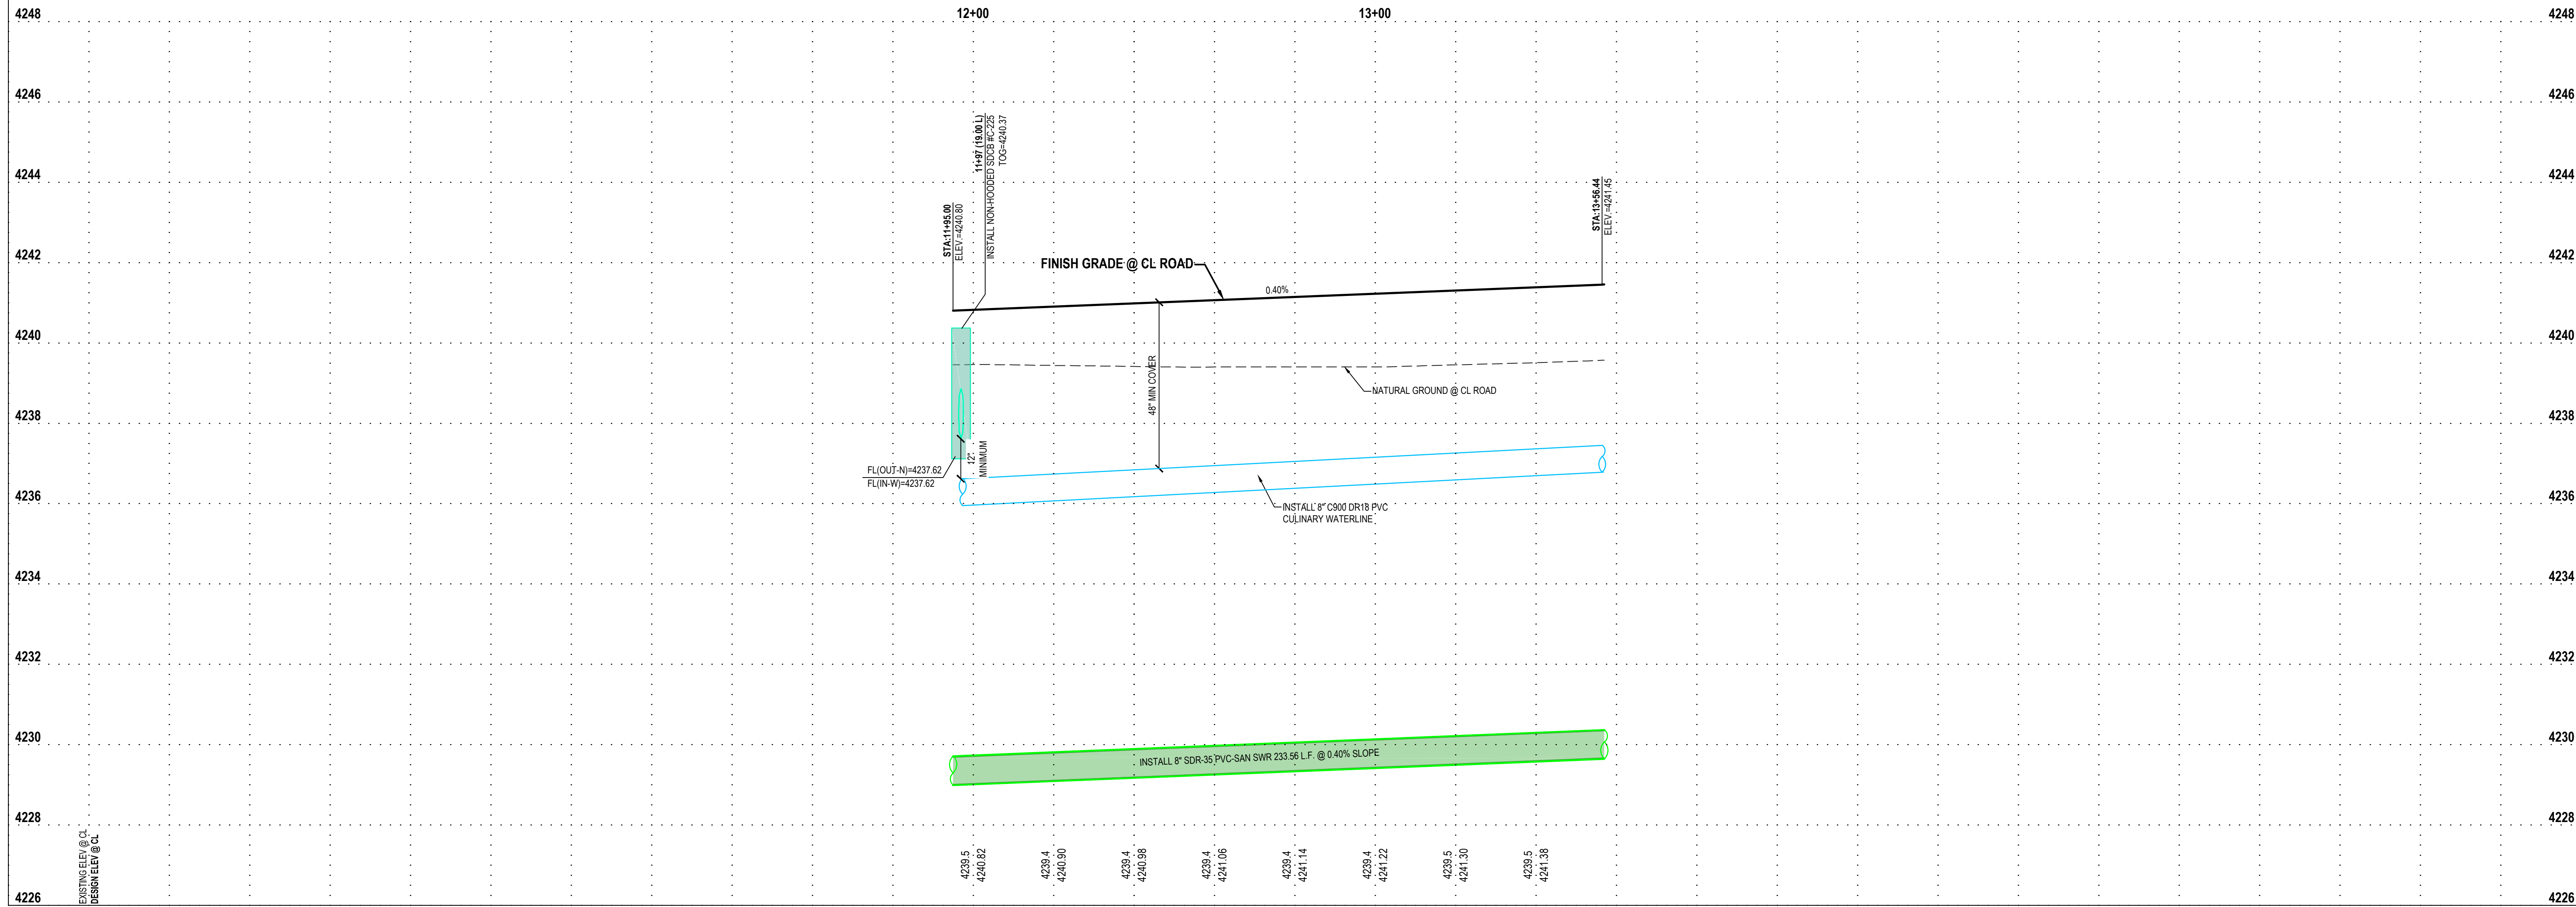 12+00
13+00
4248
4248
4246
4246
4244
4244
4242
4242
4240
4240
4238
4238
4236
4236
4234
4234
4232
4232
4230
4230
4228
4228
4226
4226
STA:11+95.00
ELEV.=4240.80
11+97 (19.00 L)
INSTALL NON-HOODED SDCB #C-225
TOG=4240.37
STA:13+56.44
ELEV.=4241.45
FINISH GRADE @ CL ROAD
0.40%
48" MIN COVER
NATURAL GROUND @ CL ROAD
12"
MINIMUM
FL(OUT-N)=4237.62
FL(IN-W)=4237.62
INSTALL 8" C900 DR18 PVC
CULINARY WATERLINE
INSTALL 8" SDR-35 PVC-SAN SWR 233.56 L.F. @ 0.40% SLOPE
EXISTING ELEV @ CL
DESIGN ELEV @ CL
4239.5
4240.82
4239.4
4240.90
4239.4
4240.98
4239.4
4241.06
4239.4
4241.14
4239.4
4241.22
4239.5
4241.30
4239.5
4241.38